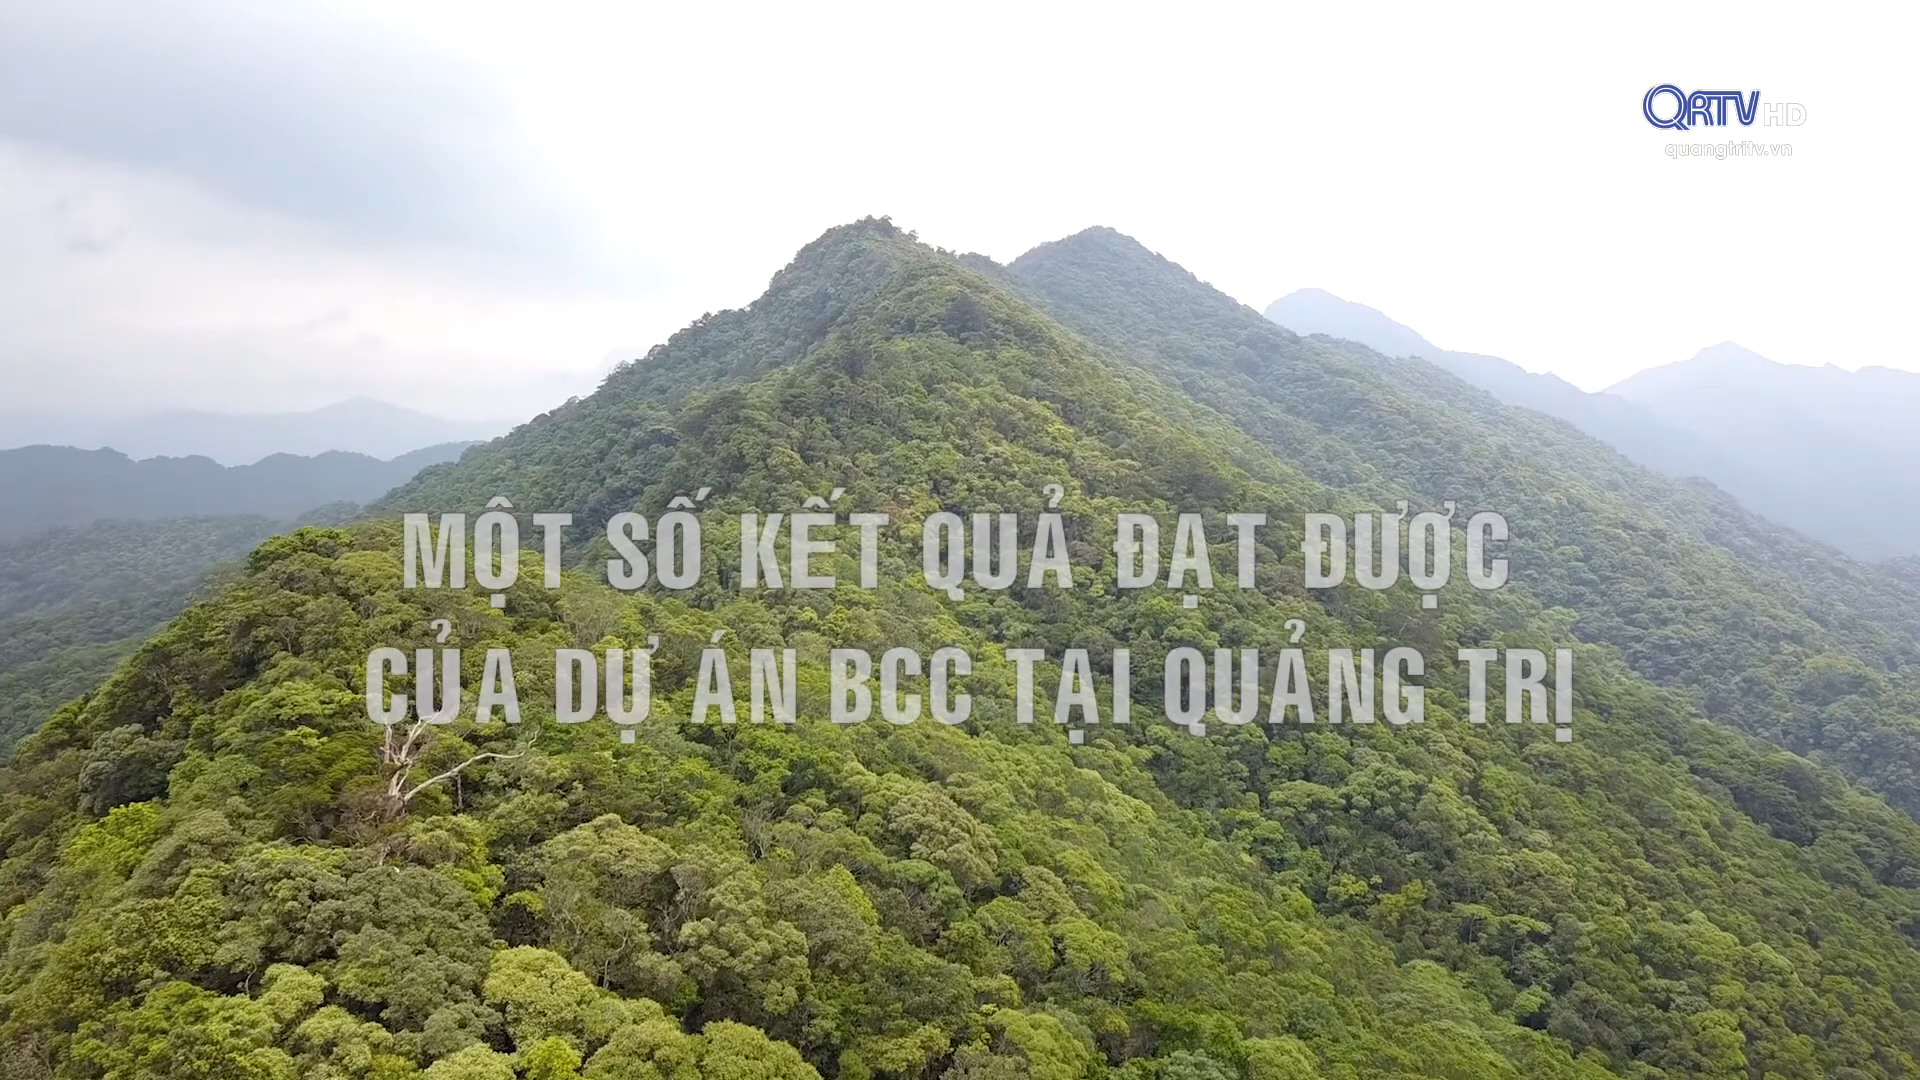 QRTV HD
quangtritv.vn
MỘT SỐ KẾT QUẢ ĐẠT ĐƯỢC
CỦA DỰ ÁN BCC TẠI QUẢNG TRỊ